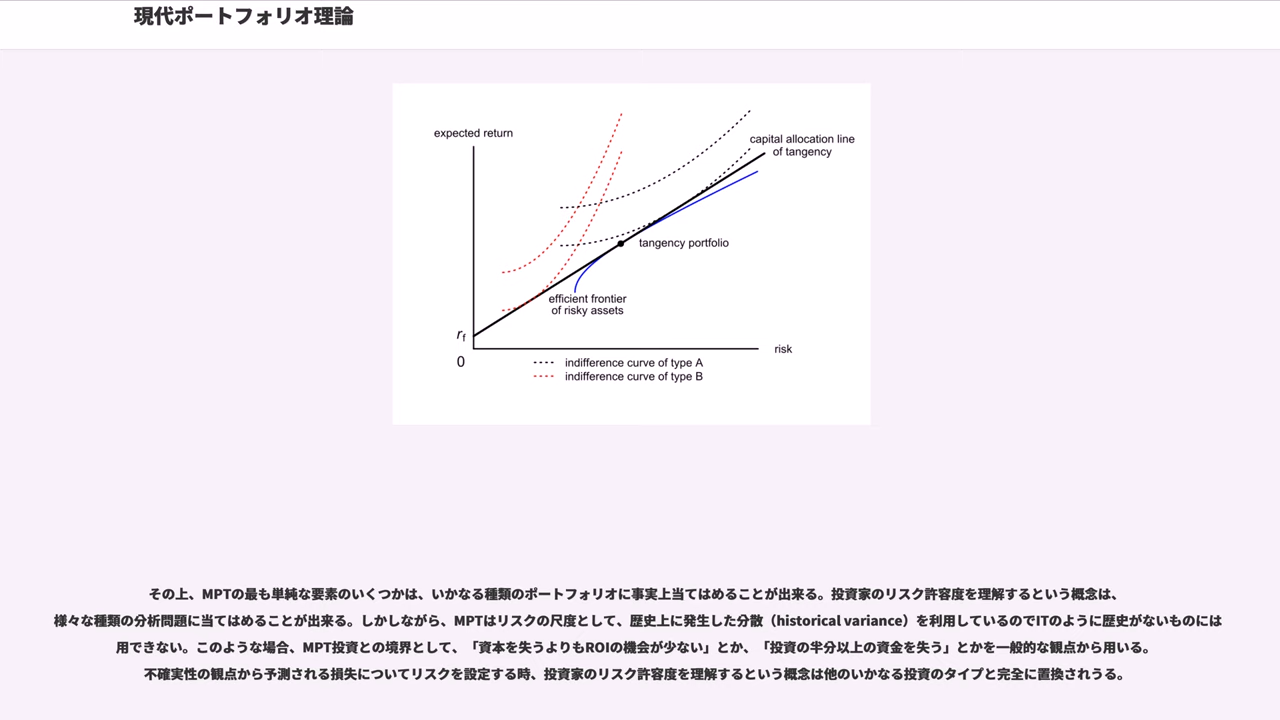 現代ポートフォリオ理論
expected return
capital allocation line
of tangency
tangency portfolio
efficient frontier
of risky assets
rf
risk
0
indifference curve of type A
indifference curve of type B
その上、MPTの最も単純な要素のいくつかは、いかなる種類のポートフォリオに事実上当てはめることが出来る。投資家のリスク許容度を理解するという概念は、
様々な種類の分析問題に当てはめることが出来る。しかしながら、MPTはリスクの尺度として、歴史上に発生した分散（historical variance）を利用しているのでITのように歴史がないものには
用できない。このような場合、MPT投資との境界として、「資本を失うよりもROIの機会が少ない」とか、「投資の半分以上の資金を失う」とかを一般的な観点から用いる。
不確実性の観点から予測される損失についてリスクを設定する時、投資家のリスク許容度を理解するという概念は他のいかなる投資のタイプと完全に置換されうる。